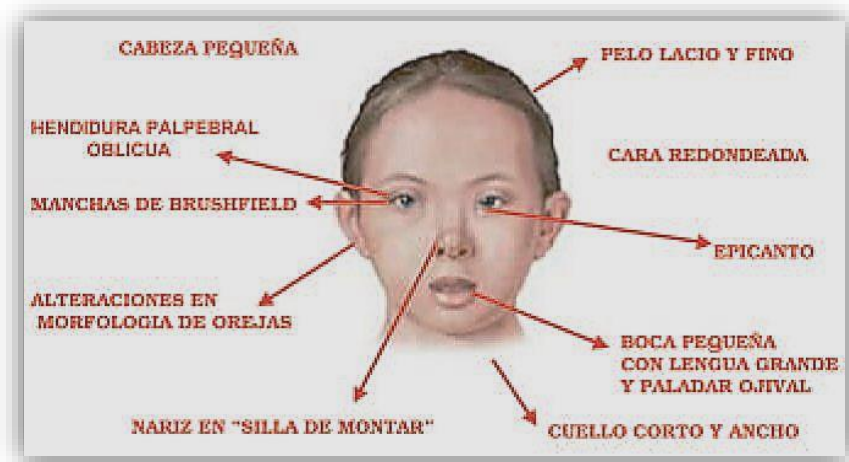 CABEZA PEQUEÑA
PELO LACIO Y FINO
HENDIDURA PALPEBRAL
OBLICUA
CARA REDONDEADA
MANCHAS DE BRUSHFIELD
EPICANTO
ALTERACIONES EN
MORFOLOGIA DE OREJAS
BOCA PEQUEÑA
CON LENGUA GRANDE
Y PALADAR OJIVAL
NARIZ EN "SILLA DE MONTAR"
CUELLO CORTO Y ANCHO